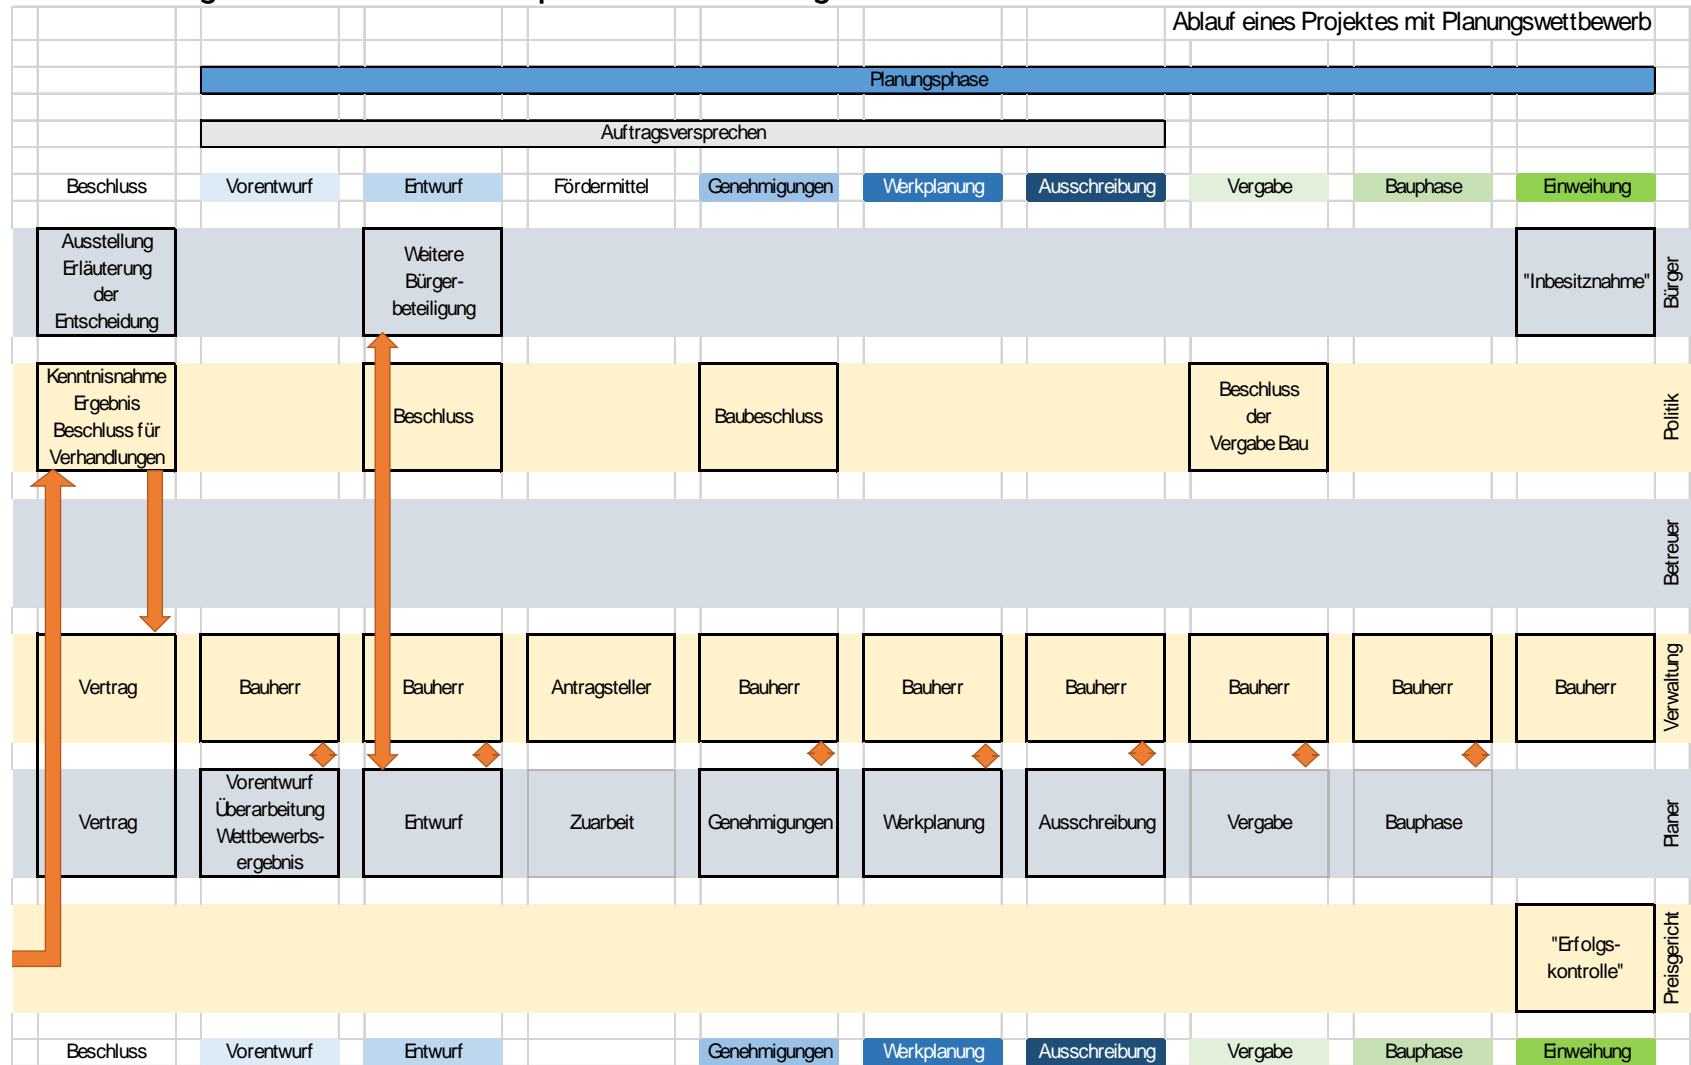 Ablauf eines Projektes mit Planungswettbewerb
Planungsphase
Auftragsversprechen
Beschluss Vorentwurf Entwurf Fördermittel Genehmigungen Werkplanung Ausschreibung Vergabe Bauphase Einweihung
Ausstellung
Erläuterung
der
Entscheidung
Weitere
Bürger-
beteiligung
"Inbesitznahme"
Bürger
Kenntnisnahme
Ergebnis
Beschluss für
Verhandlungen
Beschluss
Baubeschluss
Beschluss
der
Vergabe Bau
Politik
Betreuer
Vertrag
Bauherr
Bauherr
Antragsteller
Bauherr
Bauherr
Bauherr
Bauherr
Bauherr
Bauherr
Verwaltung
Vertrag
Vorentwurf
Überarbeitung
Wettbewerbs-
ergebnis
Entwurf
Zuarbeit
Genehmigungen
Werkplanung
Ausschreibung
Vergabe
Bauphase
Planer
"Erfolgs-
kontrolle"
Preisgericht
Beschluss Vorentwurf Entwurf Genehmigungen Werkplanung Ausschreibung Vergabe Bauphase Einweihung